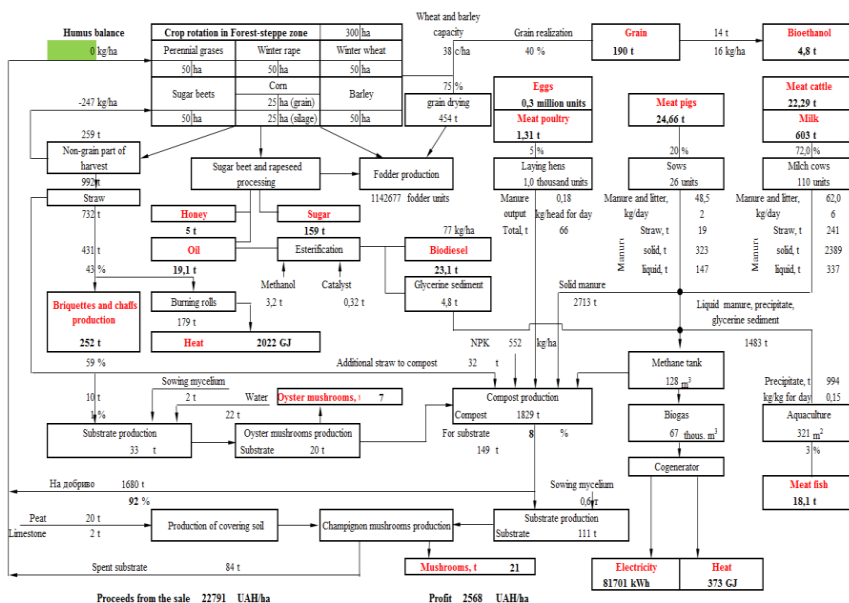 Humus balance
0 kg/ha
Crop rotation in Forest-steppe zone 300 ha
Perennial grases Winter rape Winter wheat
50 ha 50 ha 50 ha
Sugar beets Corn Barley
25 ha (grain)
50 ha 25 ha (silage) 50 ha
Wheat and barley
capacity
38 c/ha
75 %
grain drying
454 t
Grain realization
40 %
Grain
190 t
14 t
16 kg/ha
Bioethanol
4,8 t
-247 kg/ha
259 t
Non-grain part of
harvest
992 t
Straw
732 t
Sugar beet and rapeseed
processing
Fodder production
1142677 fodder units
Eggs
0,3 million units
Meat poultry
1,31 t
5 %
Laying hens
1,0 thousand units
Manure 0,18
output kg/head for day
Total, t 66
Meat pigs
24,66 t
20 %
Sows
26 units
Manure and litter, 48,5
kg/day 2
Straw, t 19
solid, t 323
liquid, t 147
Meat cattle
22,29 t
Milk
603 t
72,0 %
Milch cows
110 units
Manure and litter, 62,0
kg/day 6
Straw, t 241
solid, t 2389
liquid, t 337
Honey
5 t
Sugar
159 t
431 t
43 %
Oil
19,1 t
Esterification
77 kg/ha
Biodiesel
23,1 t
Methanol
3,2 t
Catalyst
0,32 t
Glycerine sediment
4,8 t
Solid manure
2713 t
Liquid manure, precipitate,
glycerine sediment
1483 t
Briquettes and chaffs
production
252 t
59 %
Burning rolls
179 t
Heat 2022 GJ
NPK 552 kg/ha
Additional straw to compost
32 t
Methane tank
128 m³
Precipitate, t 994
kg/kg for day 0,15
10 t
1 %
Sowing mycelium
2 t
Water
22 t
Oyster mushrooms, t 7
Compost production
Compost 1829 t
For substrate 8 %
149 t
Substrate production
33 t
Oyster mushrooms production
Substrate 20 t
Biogas
67 thous. m³
Aquaculture
321 m²
3 %
Cogenerator
Meat fish
18,1 t
На добриво 1680 t
92 %
Sowing mycelium
0,6 т
Peat 20 t
Limestone 2 t
Production of covering soil
Champignon mushrooms production
Substrate production
Substrate 111 t
Spent substrate 84 t
Mushrooms, t 21
Electricity
81701 kWh
Heat
373 GJ
Proceeds from the sale 22791 UAH/ha
Profit 2568 UAH/ha